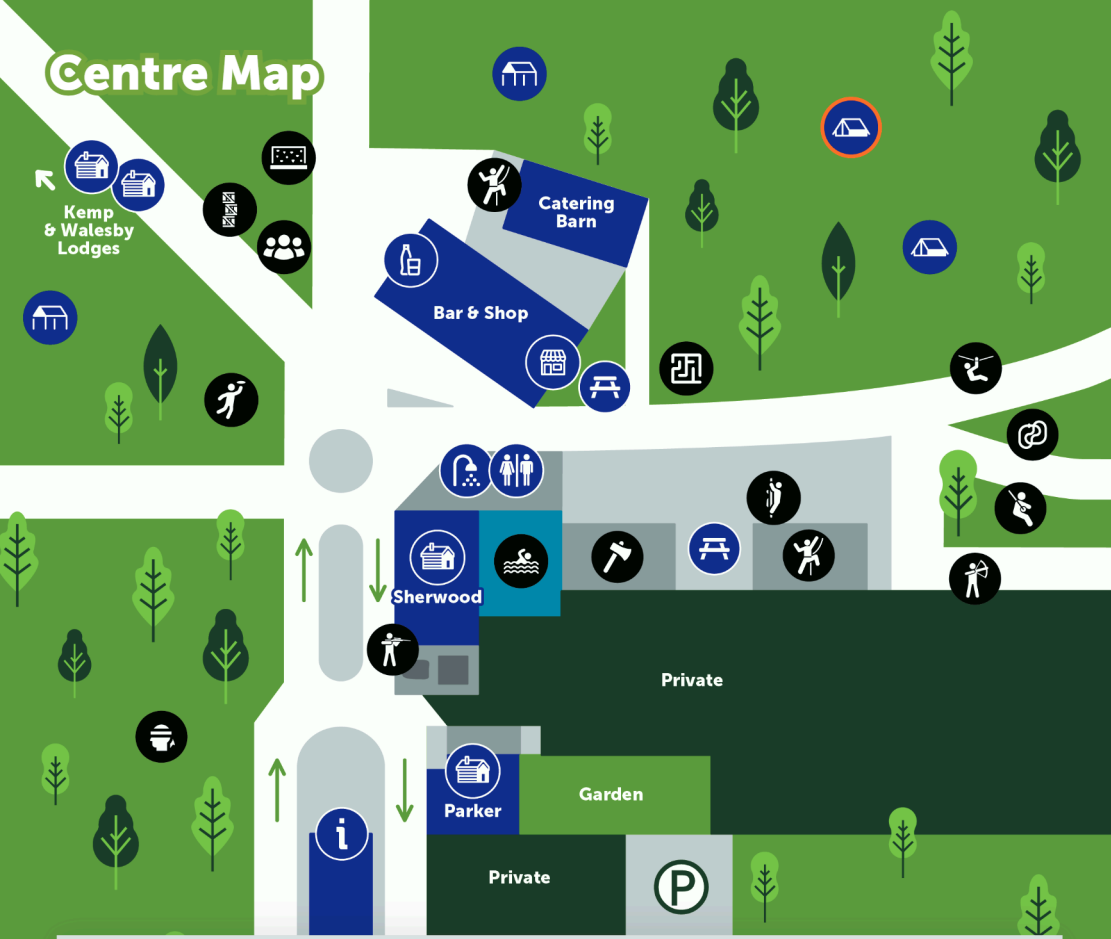 Centre Map
Kemp
& Walesby
Lodges
Catering
Barn
Bar & Shop
Sherwood
Private
Parker
Garden
i
Private
P